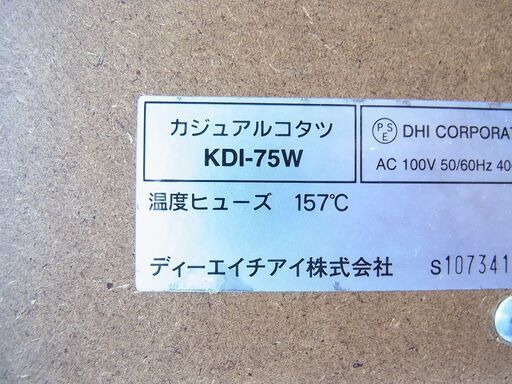 カジュアルコタツ
KDI-75W
PSE DHI CORPORAT
AC 100V 50/60Hz 40
温度ヒューズ 157℃
ディーエイチアイ株式会社 S107341